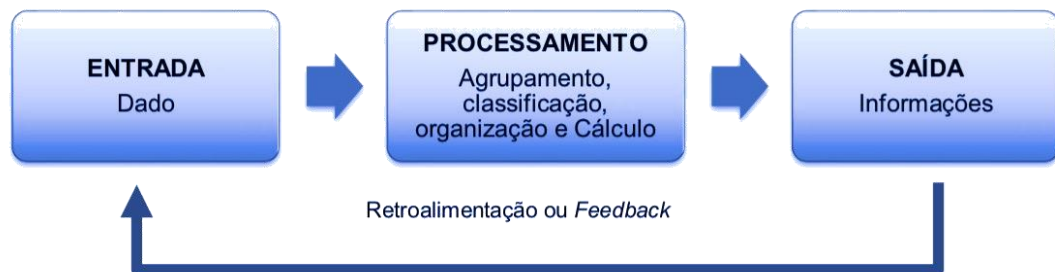 ENTRADA
Dado
PROCESSAMENTO
Agrupamento,
classificação,
organização e Cálculo
SAÍDA
Informações
Retroalimentação ou Feedback